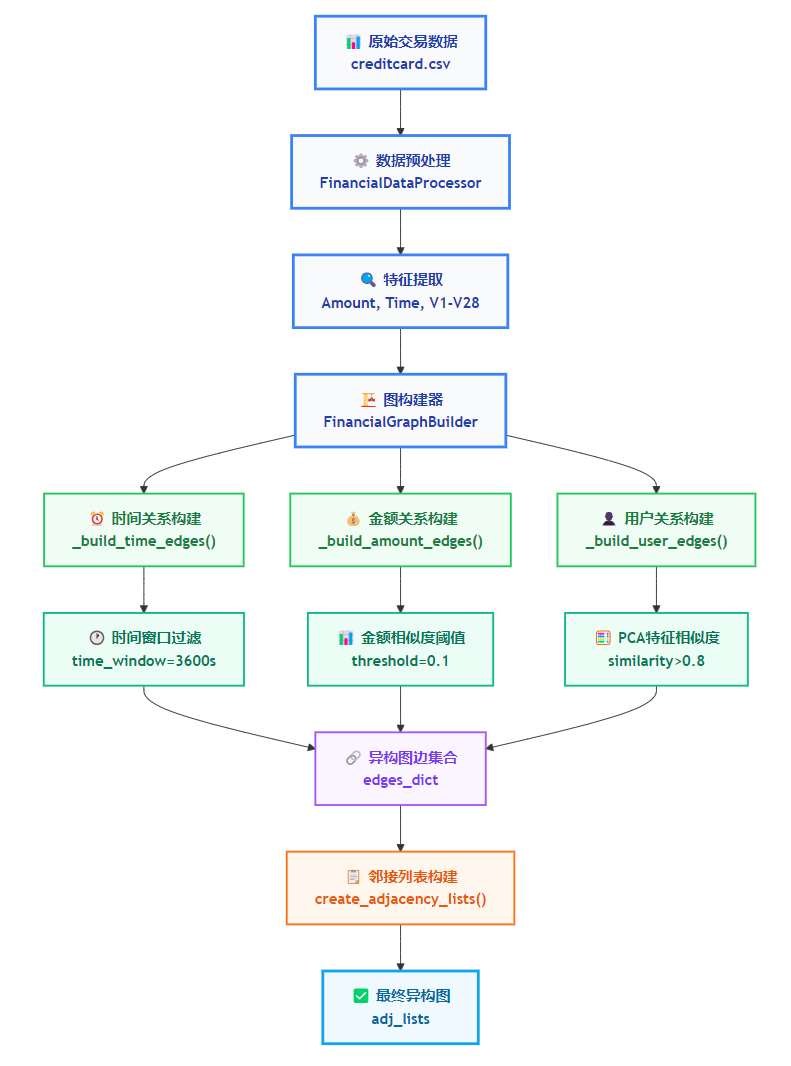 原始交易数据
creditcard.csv
数据预处理
FinancialDataProcessor
特征提取
Amount, Time, V1-V28
图构建器
FinancialGraphBuilder
时间关系构建
_build_time_edges()
金额关系构建
_build_amount_edges()
用户关系构建
_build_user_edges()
时间窗口过滤
time_window=3600s
金额相似度阈值
threshold=0.1
PCA特征相似度
similarity>0.8
异构图边集合
edges_dict
邻接列表构建
create_adjacency_lists()
最终异构图
adj_lists